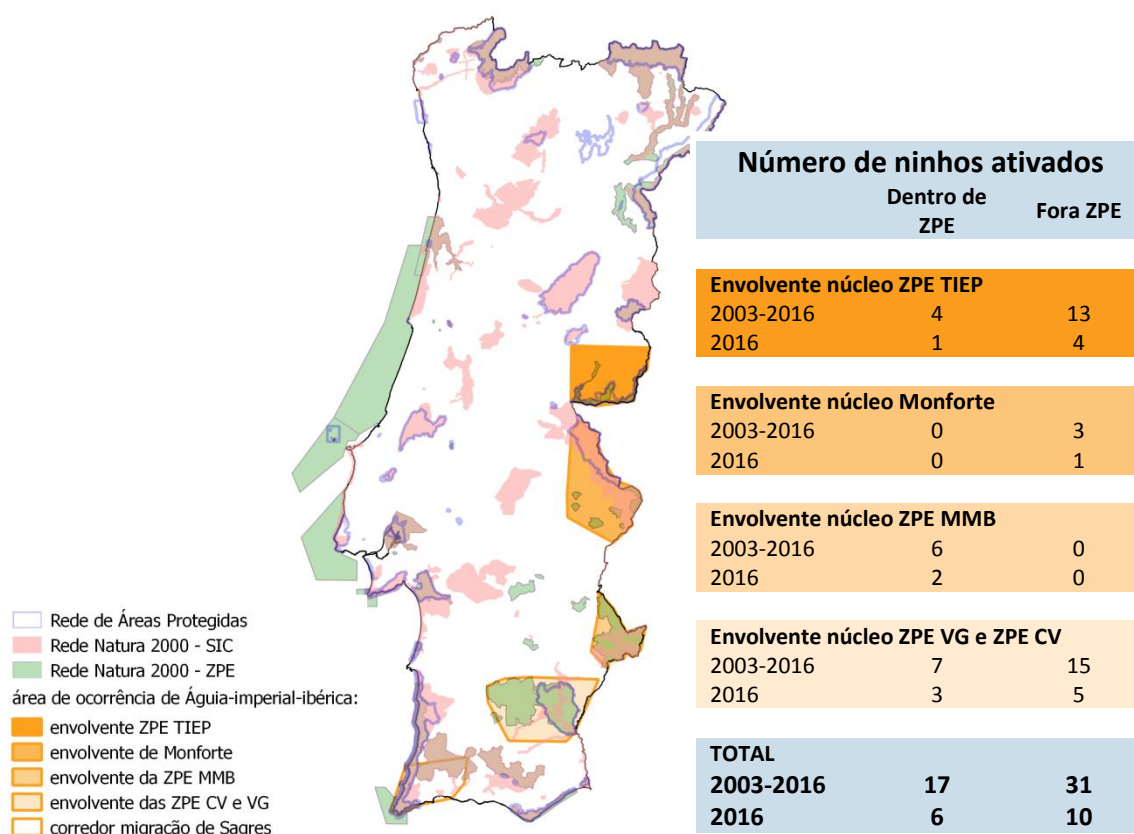 Número de ninhos ativados
Dentro de ZPE Fora ZPE
Envolvente núcleo ZPE TIEP
2003-2016 4 13
2016 1 4
Envolvente núcleo Monforte
2003-2016 0 3
2016 0 1
Envolvente núcleo ZPE MMB
2003-2016 6 0
2016 2 0
Envolvente núcleo ZPE VG e ZPE CV
2003-2016 7 15
2016 3 5
TOTAL
2003-2016 17 31
2016 6 10
Rede de Áreas Protegidas
Rede Natura 2000 - SIC
Rede Natura 2000 - ZPE
área de ocorrência de Águia-imperial-ibérica:
envolvente ZPE TIEP
envolvente de Monforte
envolvente da ZPE MMB
envolvente das ZPE CV e VG
corredor migração de Sagres